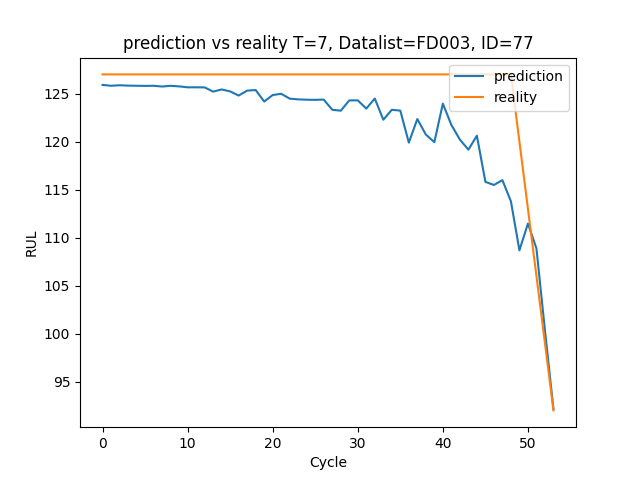 prediction vs reality T=7, Datalist=FD003, ID=77
prediction
reality
125
120
115
110
105
100
95
RUL
0 10 20 30 40 50
Cycle